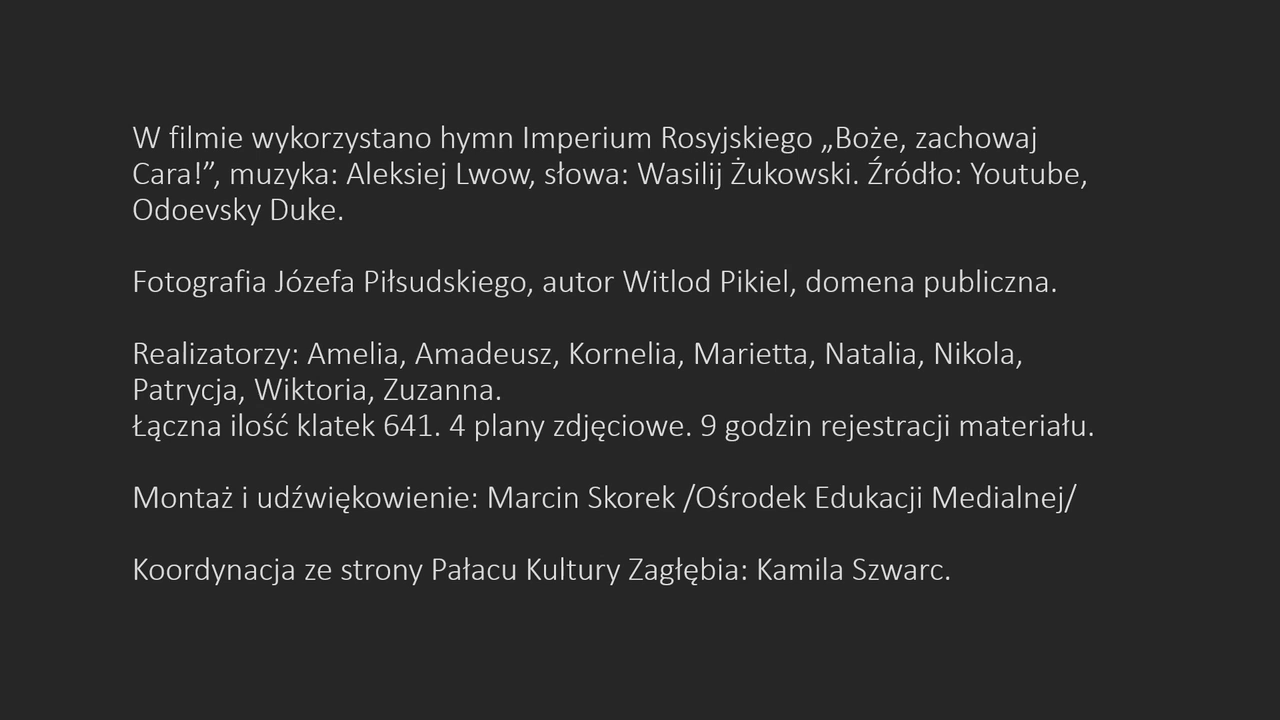 W filmie wykorzystano hymn Imperium Rosyjskiego „Boże, zachowaj
Cara!”, muzyka: Aleksiej Lwow, słowa: Wasilij Żukowski. Źródło: Youtube,
Odoevsky Duke.
Fotografia Józefa Piłsudskiego, autor Witlod Pikiel, domena publiczna.
Realizatorzy: Amelia, Amadeusz, Kornelia, Marietta, Natalia, Nikola,
Patrycja, Wiktoria, Zuzanna.
Łączna ilość klatek 641. 4 plany zdjęciowe. 9 godzin rejestracji materiału.
Montaż i udźwiękowienie: Marcin Skorek /Ośrodek Edukacji Medialnej/
Koordynacja ze strony Pałacu Kultury Zagłębia: Kamila Szwarc.